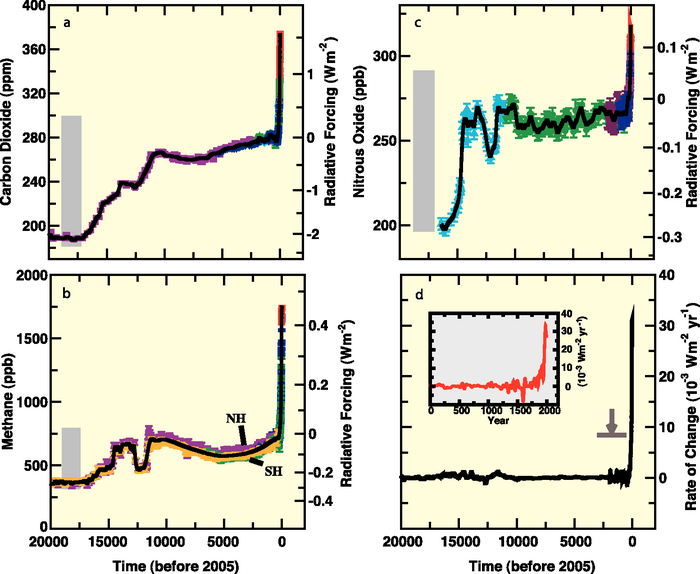 a
400
360
320
280
240
200
Carbon Dioxide (ppm)
1
0
-1
-2
Radiative Forcing (Wm-2)
c
300
250
200
Nitrous Oxide (ppb)
0.1
0
-0.1
-0.2
-0.3
Radiative Forcing (Wm-2)
b
2000
1750
1500
1000
500
0
Methane (ppb)
0.4
0.2
0
-0.2
-0.4
Radiative Forcing (Wm-2)
NH
SH
20000 15000 10000 5000 0
Time (before 2005)
d
40
30
20
10
0
(10-3 Wm-2 yr-1)
0 500 1000 1500 2000
Year
40
30
20
10
0
Rate of Change (10-3 Wm-2 yr-1)
20000 15000 10000 5000 0
Time (before 2005)